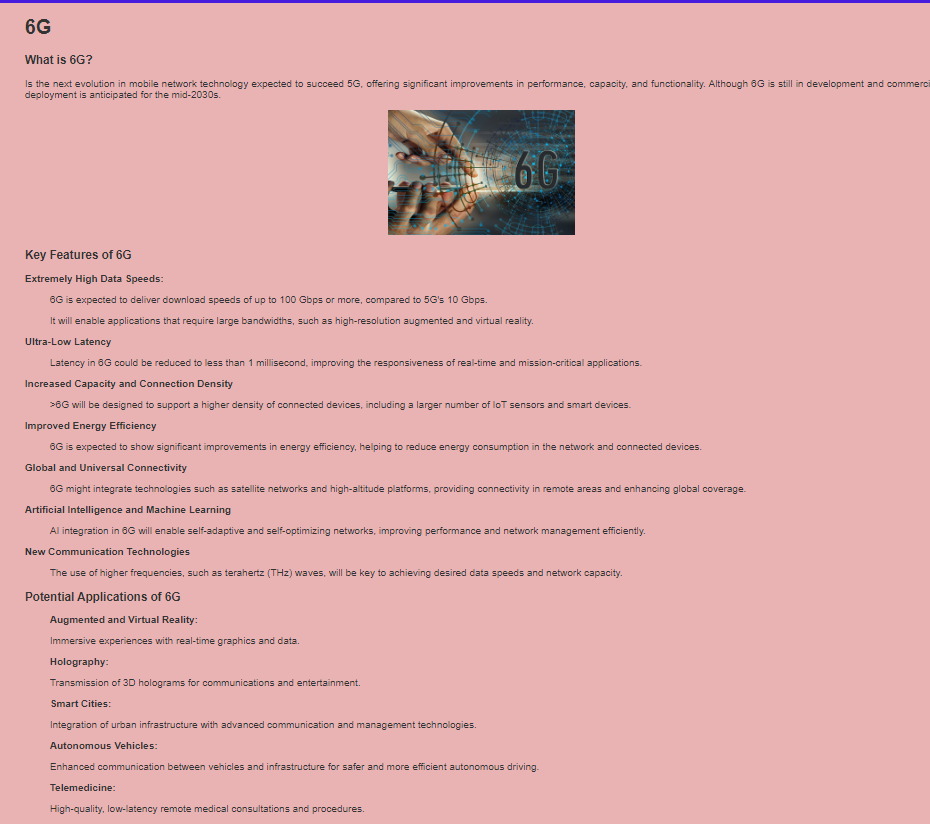 6G
What is 6G?
Is the next evolution in mobile network technology expected to succeed 5G, offering significant improvements in performance, capacity, and functionality. Although 6G is still in development and commerci
deployment is anticipated for the mid-2030s.
6G
Key Features of 6G
Extremely High Data Speeds:
6G is expected to deliver download speeds of up to 100 Gbps or more, compared to 5G's 10 Gbps.
It will enable applications that require large bandwidths, such as high-resolution augmented and virtual reality.
Ultra-Low Latency
Latency in 6G could be reduced to less than 1 millisecond, improving the responsiveness of real-time and mission-critical applications.
Increased Capacity and Connection Density
>6G will be designed to support a higher density of connected devices, including a larger number of IoT sensors and smart devices.
Improved Energy Efficiency
6G is expected to show significant improvements in energy efficiency, helping to reduce energy consumption in the network and connected devices.
Global and Universal Connectivity
6G might integrate technologies such as satellite networks and high-altitude platforms, providing connectivity in remote areas and enhancing global coverage.
Artificial Intelligence and Machine Learning
AI integration in 6G will enable self-adaptive and self-optimizing networks, improving performance and network management efficiently.
New Communication Technologies
The use of higher frequencies, such as terahertz (THz) waves, will be key to achieving desired data speeds and network capacity.
Potential Applications of 6G
Augmented and Virtual Reality:
Immersive experiences with real-time graphics and data.
Holography:
Transmission of 3D holograms for communications and entertainment.
Smart Cities:
Integration of urban infrastructure with advanced communication and management technologies.
Autonomous Vehicles:
Enhanced communication between vehicles and infrastructure for safer and more efficient autonomous driving.
Telemedicine:
High-quality, low-latency remote medical consultations and procedures.